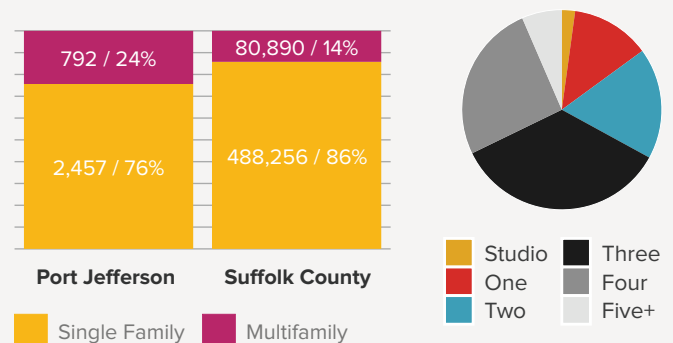 792 / 24%
80,890 / 14%
2,457 / 76%
488,256 / 86%
Port Jefferson
Suffolk County
Single Family
Multifamily
Studio
One
Two
Three
Four
Five+